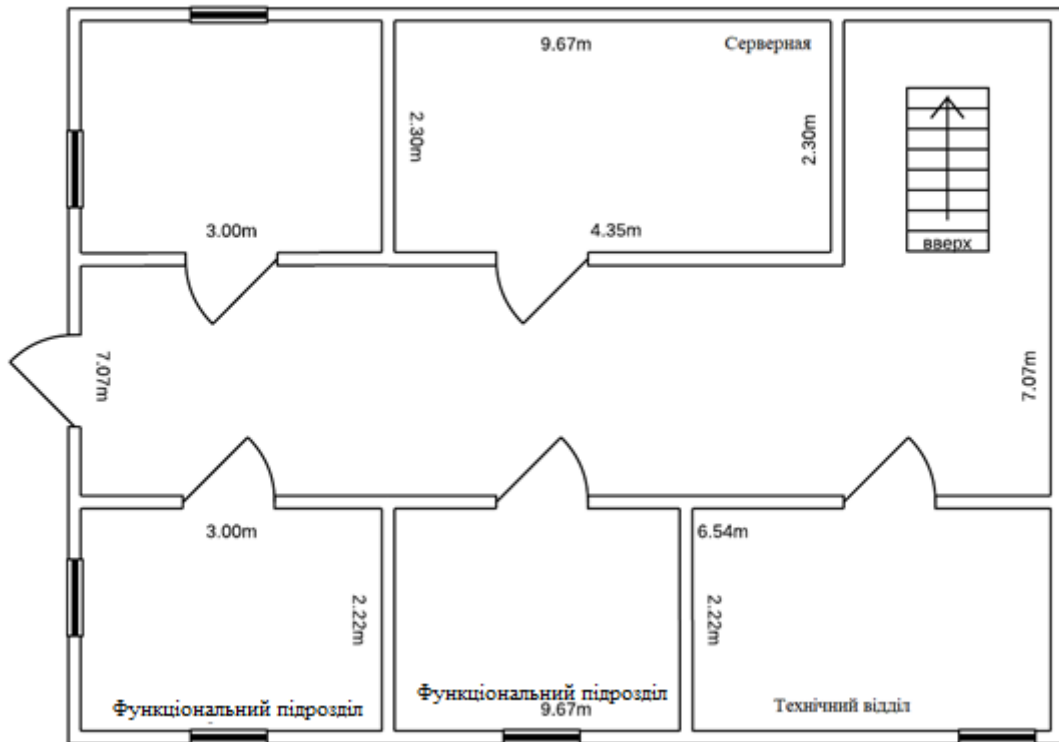 9.67m
Серверная
2.30m
2.30m
3.00m
4.35m
вверх
7.07m
7.07m
3.00m
6.54m
2.22m
2.22m
Функціональний підрозділ
Функціональний підрозділ
9.67m
Технічний відділ